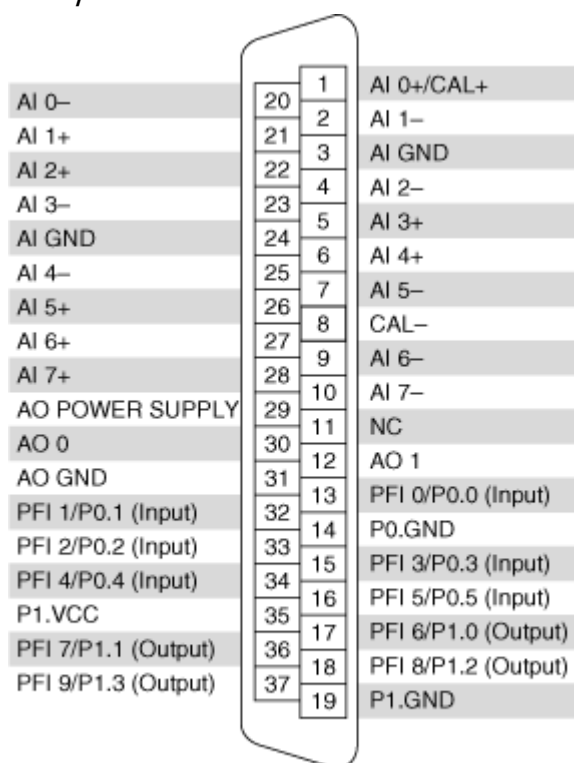 AI 0–
AI 1+
AI 2+
AI 3–
AI GND
AI 4–
AI 5+
AI 6+
AI 7+
AO POWER SUPPLY
AO 0
AO GND
PFI 1/P0.1 (Input)
PFI 2/P0.2 (Input)
PFI 4/P0.4 (Input)
P1.VCC
PFI 7/P1.1 (Output)
PFI 9/P1.3 (Output)
20
21
22
23
24
25
26
27
28
29
30
31
32
33
34
35
36
37
1
2
3
4
5
6
7
8
9
10
11
12
13
14
15
16
17
18
19
AI 0+/CAL+
AI 1–
AI GND
AI 2–
AI 3+
AI 4+
AI 5–
CAL–
AI 6–
AI 7–
NC
AO 1
PFI 0/P0.0 (Input)
P0.GND
PFI 3/P0.3 (Input)
PFI 5/P0.5 (Input)
PFI 6/P1.0 (Output)
PFI 8/P1.2 (Output)
P1.GND